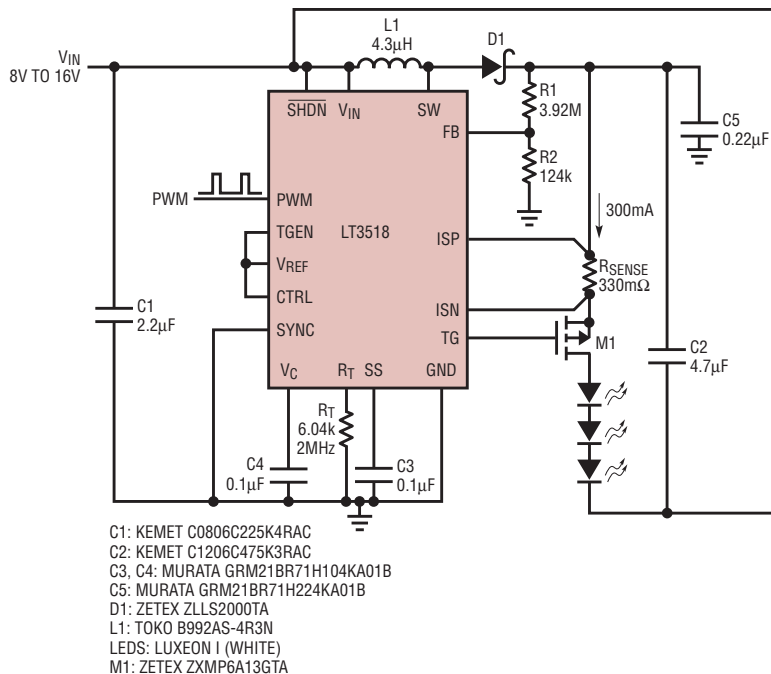 VIN
8V TO 16V
L1
4.3µH
D1
R1
3.92M
C5
0.22µF
SHDN
VIN
SW
FB
R2
124k
PWM
PWM
TGEN
LT3518
VREF
CTRL
ISP
300mA
RSENSE
330mΩ
C1
2.2µF
SYNC
ISN
TG
M1
C2
4.7µF
VC
RT
SS
GND
RT
6.04k
2MHz
C4
0.1µF
C3
0.1µF
C1: KEMET C0806C225K4RAC
C2: KEMET C1206C475K3RAC
C3, C4: MURATA GRM21BR71H104KA01B
C5: MURATA GRM21BR71H224KA01B
D1: ZETEX ZLLS2000TA
L1: TOKO B992AS-4R3N
LEDS: LUXEON I (WHITE)
M1: ZETEX ZXMP6A13GTA